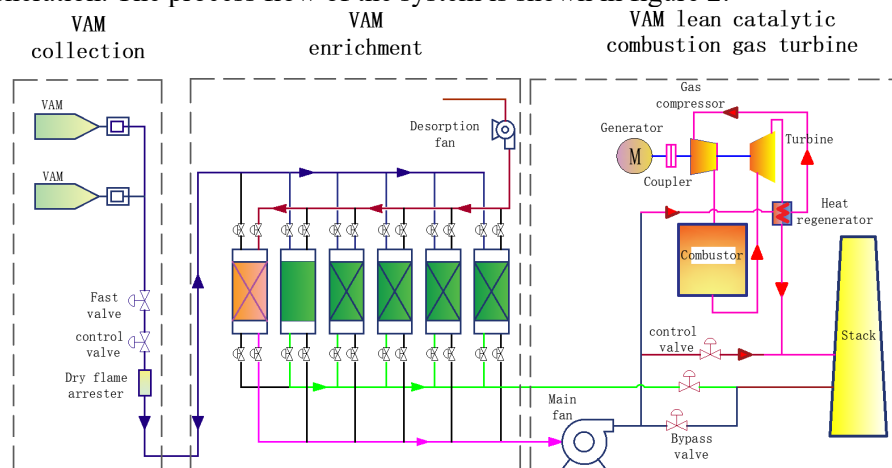 VAM
collection
VAM
enrichment
VAM lean catalytic
combustion gas turbine
VAM
VAM
Fast
valve
control
valve
Dry flame
arrester
Desorption
fan
Gas
compressor
Generator
Turbine
M
Coupler
Heat
regenerator
Combustor
control
valve
Stack
Main
fan
Bypass
valve